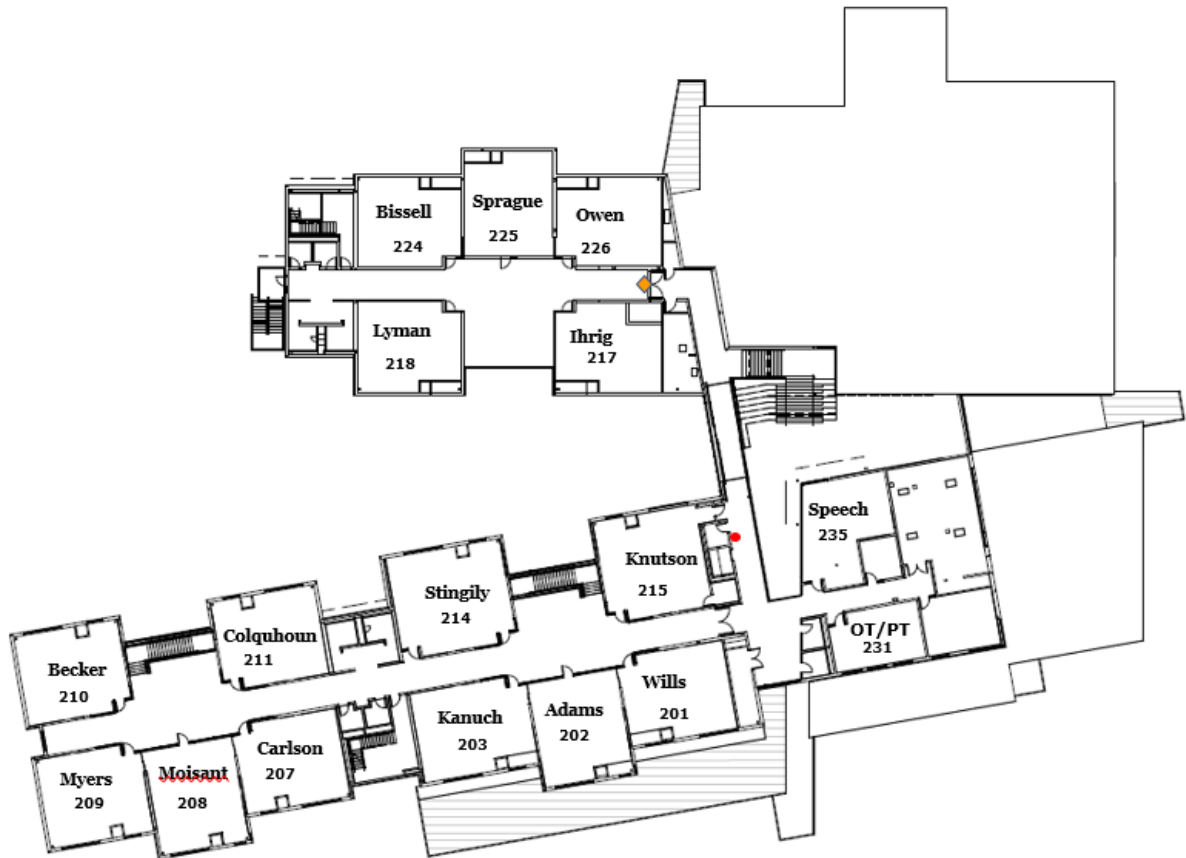 Bissell
224
Sprague
225
Owen
226
Lyman
218
Ihrig
217
Speech
235
Knutson
215
Stingily
214
Colquhoun
211
Becker
210
OT/PT
231
Wills
201
Adams
202
Kanuch
203
Carlson
207
Moisant
208
Myers
209